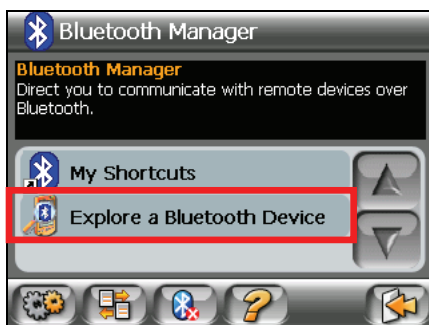 Bluetooth Manager
Bluetooth Manager
Direct you to communicate with remote devices over
Bluetooth.
My Shortcuts
Explore a Bluetooth Device